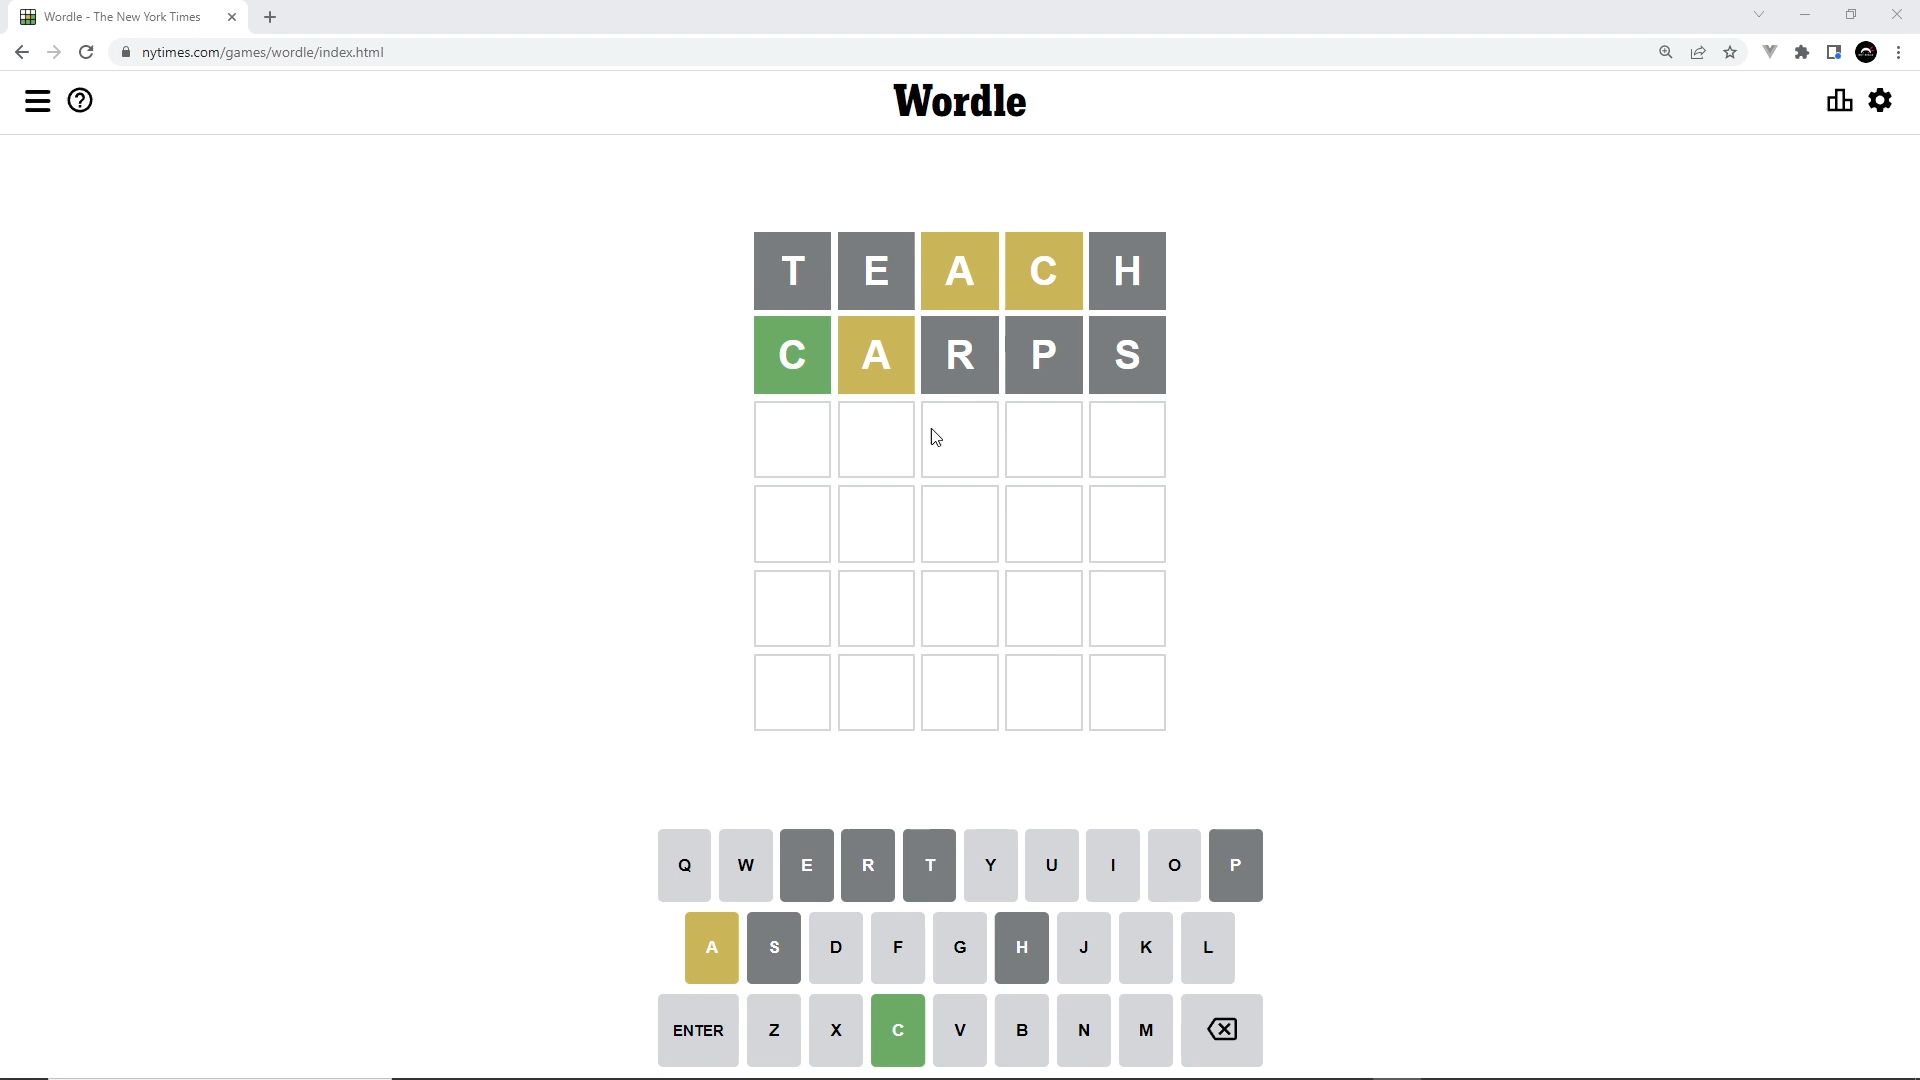 Wordle - The New York Times
nytimes.com/games/wordle/index.html
Wordle
T E A C H
C A R P S
Q W E R T Y U I O P
A S D F G H J K L
ENTER Z X C V B N M